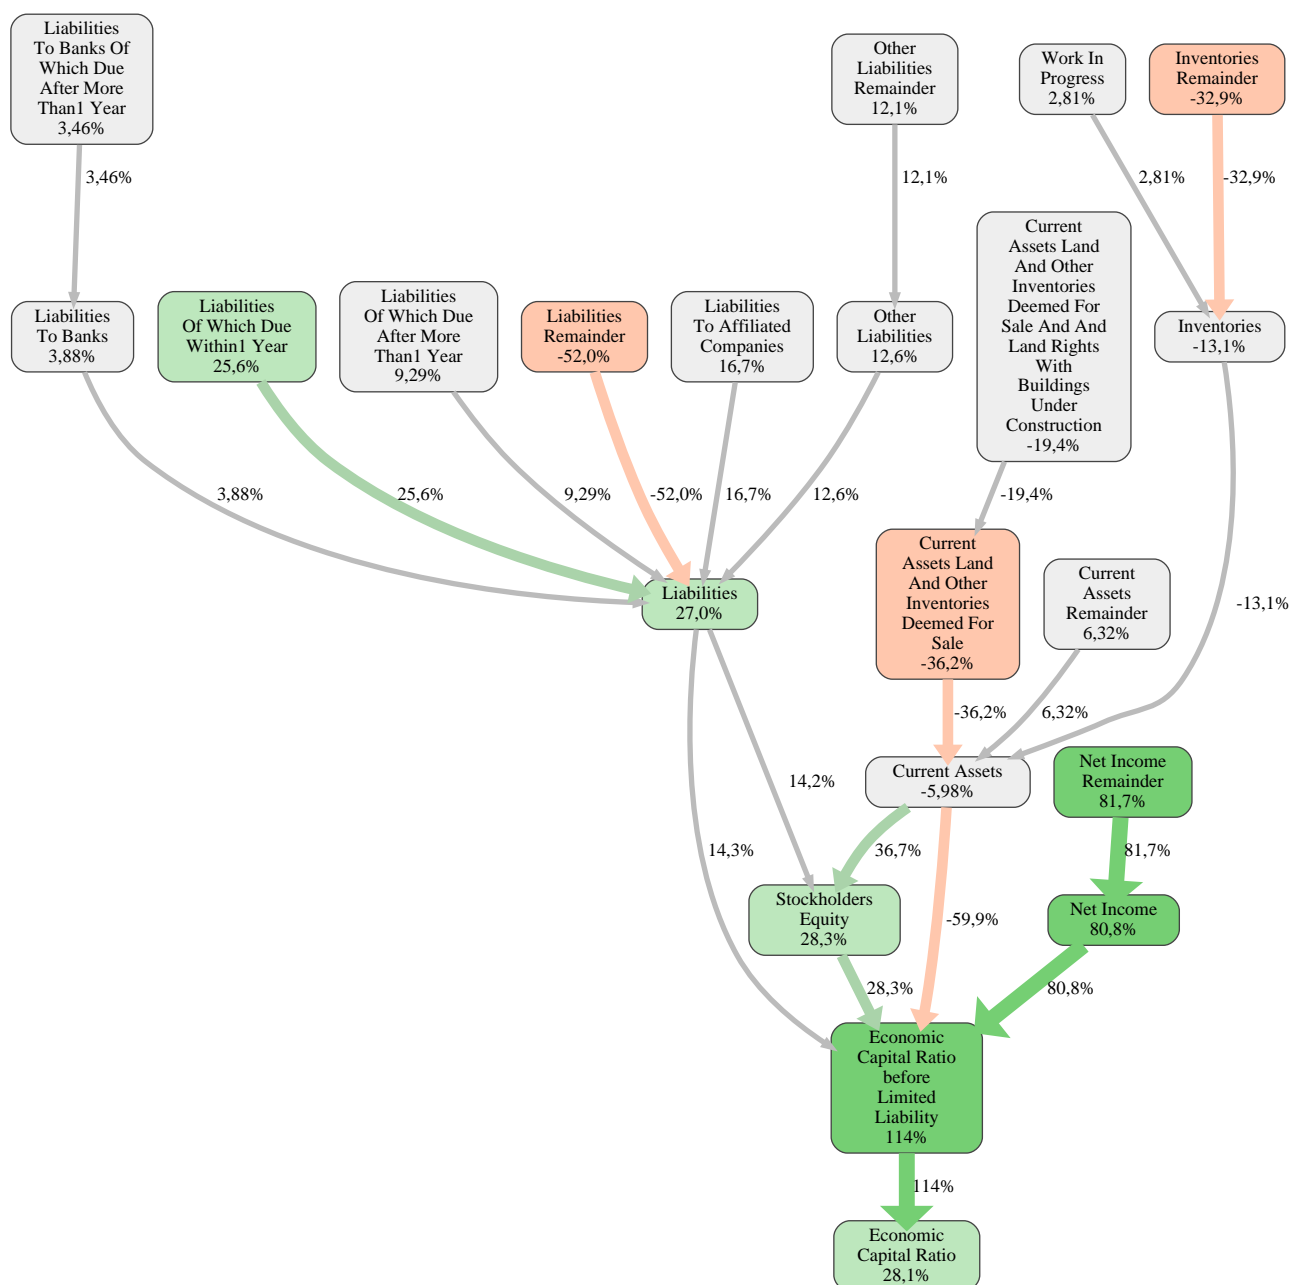 Liabilities
To Banks Of
Which Due
After More
Than1 Year
3,46%
Other
Liabilities
Remainder
12,1%
Work In
Progress
2,81%
Inventories
Remainder
-32,9%
3,46%
12,1%
2,81%
-32,9%
Current
Assets Land
And Other
Inventories
Deemed For
Sale And And
Land Rights
With
Buildings
Under
Construction
-19,4%
Liabilities
To Banks
3,88%
Liabilities
Of Which Due
Within1 Year
25,6%
Liabilities
Of Which Due
After More
Than1 Year
9,29%
Liabilities
Remainder
-52,0%
Liabilities
To Affiliated
Companies
16,7%
Other
Liabilities
12,6%
Inventories
-13,1%
3,88%
25,6%
9,29%
-52,0%
16,7%
12,6%
-19,4%
Current
Assets Land
And Other
Inventories
Deemed For
Sale
-36,2%
Current
Assets
Remainder
6,32%
-13,1%
Liabilities
27,0%
-36,2%
6,32%
14,2%
Current Assets
-5,98%
Net Income
Remainder
81,7%
14,3%
36,7%
81,7%
Stockholders
Equity
28,3%
-59,9%
Net Income
80,8%
28,3%
80,8%
Economic
Capital Ratio
before
Limited
Liability
114%
114%
Economic
Capital Ratio
28,1%